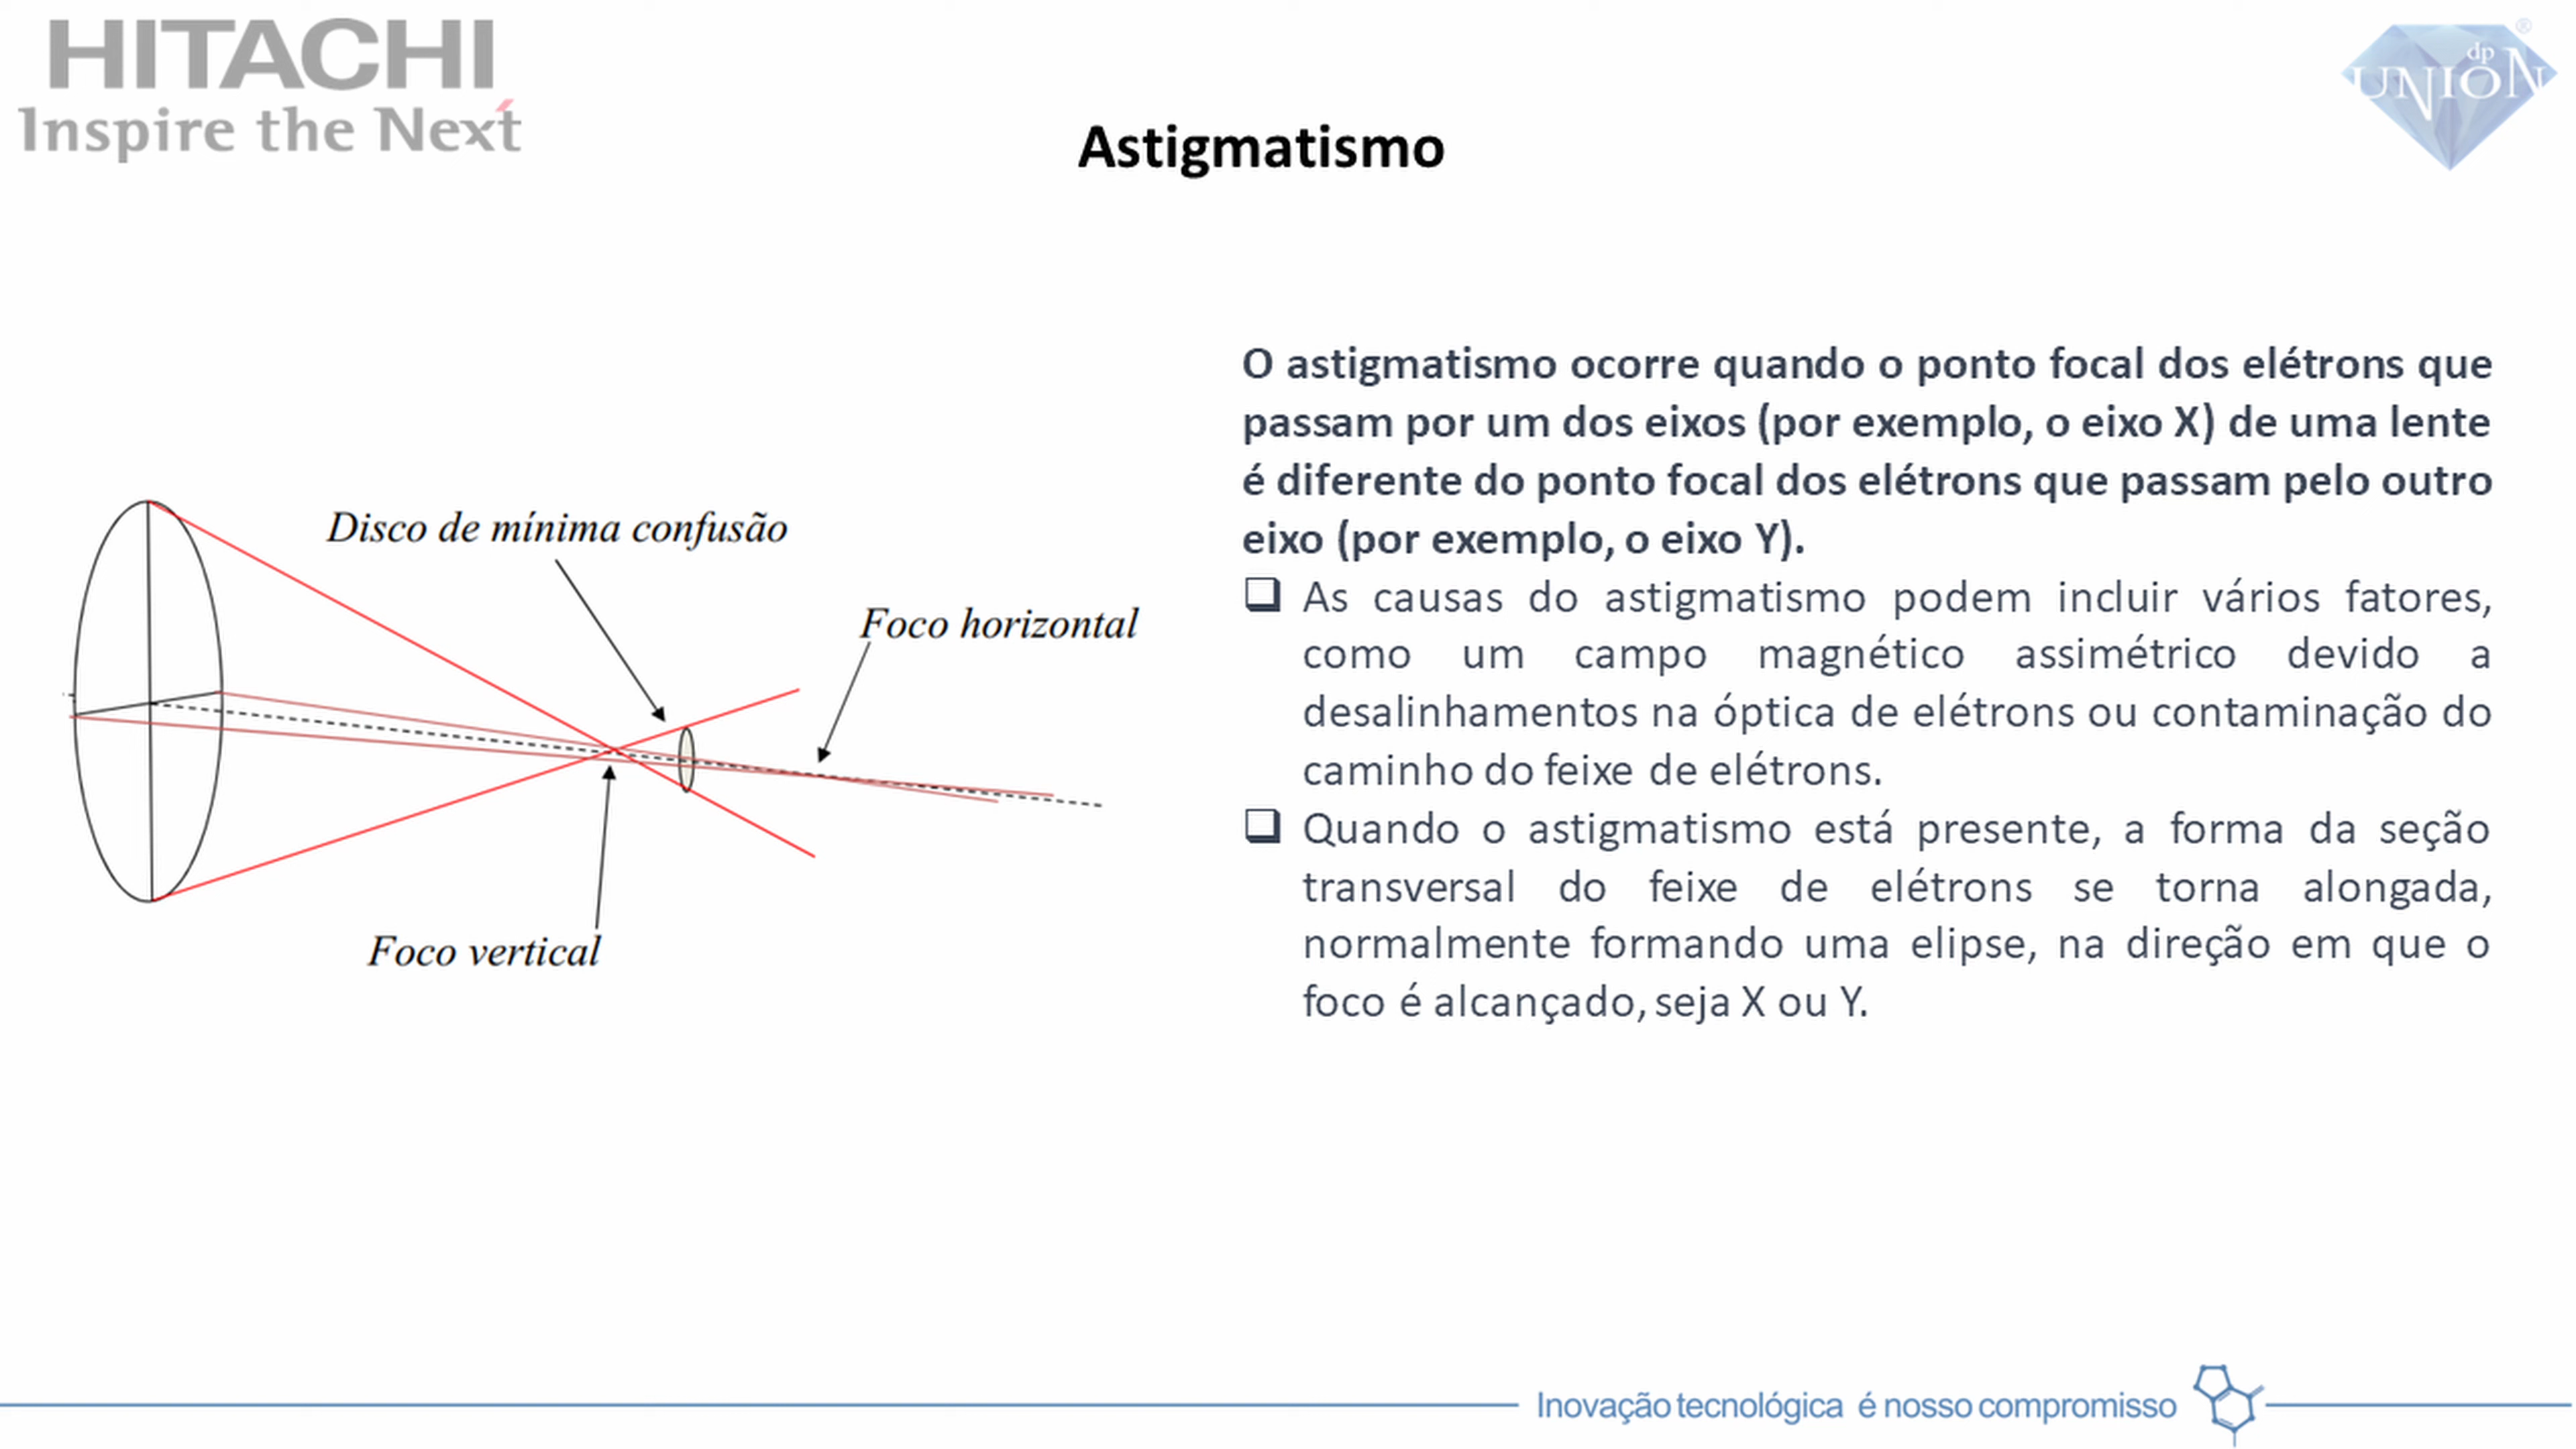 HITACHI
Inspire the Next
dp
UNION
®
Astigmatismo
O astigmatismo ocorre quando o ponto focal dos elétrons que
passam por um dos eixos (por exemplo, o eixo X) de uma lente
é diferente do ponto focal dos elétrons que passam pelo outro
eixo (por exemplo, o eixo Y).
❑ As causas do astigmatismo podem incluir vários fatores,
como um campo magnético assimétrico devido a
desalinhamentos na óptica de elétrons ou contaminação do
caminho do feixe de elétrons.
❑ Quando o astigmatismo está presente, a forma da seção
transversal do feixe de elétrons se torna alongada,
normalmente formando uma elipse, na direção em que o
foco é alcançado, seja X ou Y.
Disco de mínima confusão
Foco horizontal
Foco vertical
Inovação tecnológica é nosso compromisso